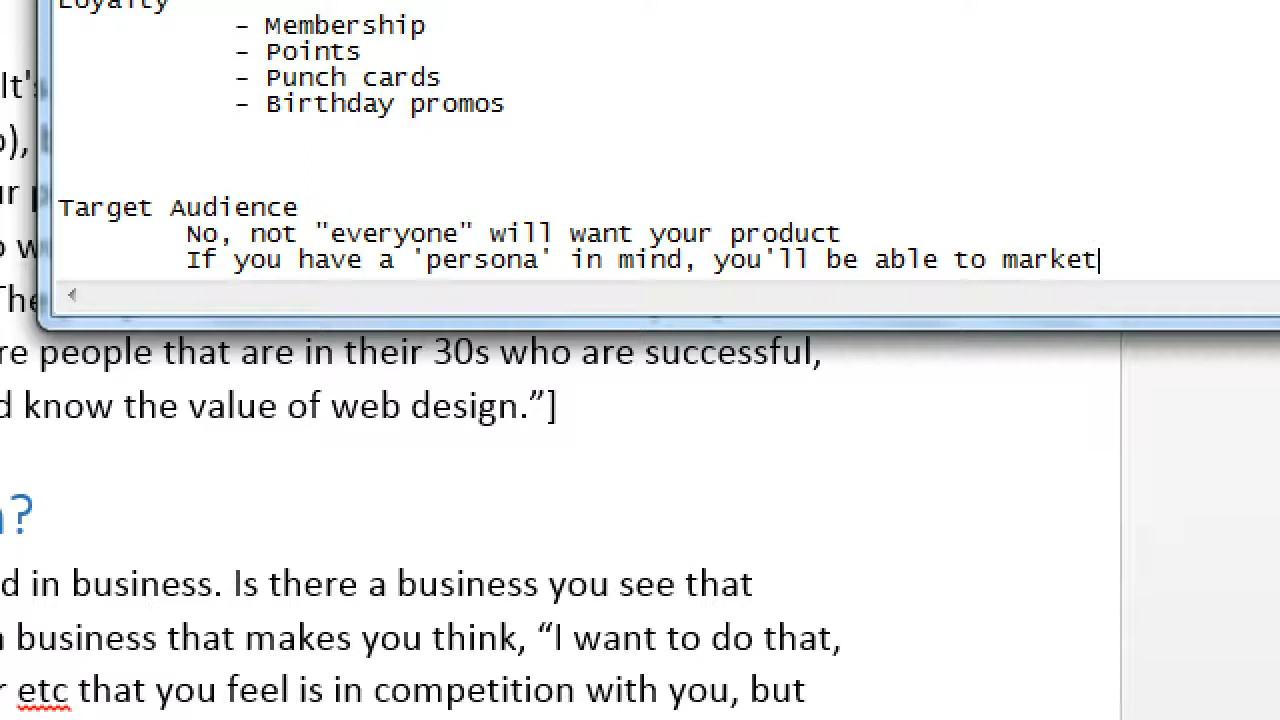 Loyalty
- Membership
- Points
- Punch cards
- Birthday promos
Target Audience
No, not "everyone" will want your product
If you have a 'persona' in mind, you'll be able to market
It's
o),
ur p
o w
The
re people that are in their 30s who are successful,
d know the value of web design.”]
?
d in business. Is there a business you see that
a business that makes you think, “I want to do that,
r etc that you feel is in competition with you, but